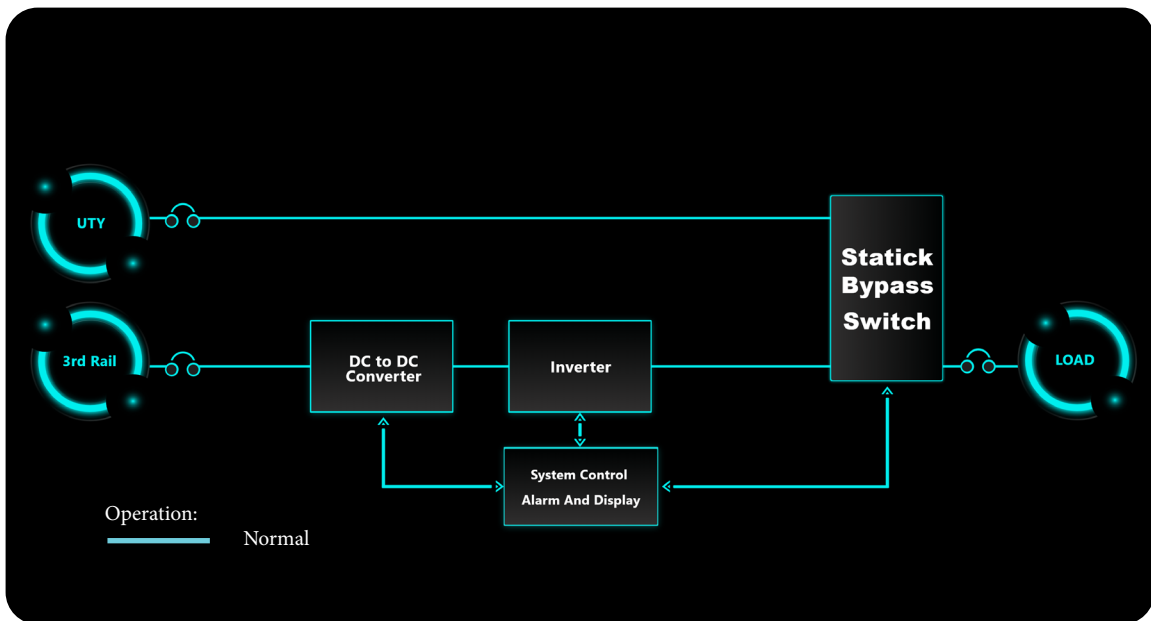 UTY
Statick
Bypass
Switch
3rd Rail
DC to DC
Converter
Inverter
LOAD
System Control
Alarm And Display
Operation:
Normal